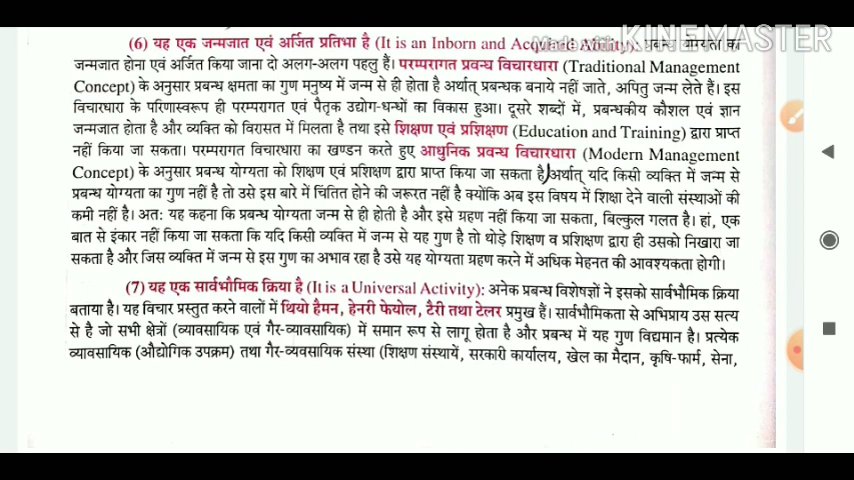 Made with KINEMASTER
(6) यह एक जन्मजात एवं अर्जित प्रतिभा है (It is an Inborn and Acquired Ability): प्रबन्ध योग्यता का
जन्मजात होना एवं अर्जित किया जाना दो अलग-अलग पहलु हैं। परम्परागत प्रवन्ध विचारधारा (Traditional Management
Concept) के अनुसार प्रबन्ध क्षमता का गुण मनुष्य में जन्म से ही होता है अर्थात् प्रबन्धक बनाये नहीं जाते, अपितु जन्म लेते हैं। इस
विचारधारा के परिणास्वरूप ही परम्परागत एवं पैतृक उद्योग-धन्धों का विकास हुआ। दूसरे शब्दों में, प्रबन्धकीय कौशल एवं ज्ञान
जन्मजात होता है और व्यक्ति को विरासत में मिलता है तथा इसे शिक्षण एवं प्रशिक्षण (Education and Training) द्वारा प्राप्त
नहीं किया जा सकता। परम्परागत विचारधारा का खण्डन करते हुए आधुनिक प्रवन्ध विचारधारा (Modern Management
Concept) के अनुसार प्रबन्ध योग्यता को शिक्षण एवं प्रशिक्षण द्वारा प्राप्त किया जा सकता है, अर्थात् यदि किसी व्यक्ति में जन्म से
प्रबन्ध योग्यता का गुण नहीं है तो उसे इस बारे में चिंतित होने की जरूरत नहीं है क्योंकि अब इस विषय में शिक्षा देने वाली संस्थाओं की
कमी नहीं है। अतः यह कहना कि प्रबन्ध योग्यता जन्म से ही होती है और इसे ग्रहण नहीं किया जा सकता, बिल्कुल गलत है। हां, एक
बात से इंकार नहीं किया जा सकता कि यदि किसी व्यक्ति में जन्म से यह गुण है तो थोड़े शिक्षण व प्रशिक्षण द्वारा ही उसको निखारा जा
सकता है और जिस व्यक्ति में जन्म से इस गुण का अभाव रहा है उसे यह योग्यता ग्रहण करने में अधिक मेहनत की आवश्यकता होगी।
(7) यह एक सार्वभौमिक क्रिया है (It is a Universal Activity): अनेक प्रबन्ध विशेषज्ञों ने इसको सार्वभौमिक क्रिया
बताया है। यह विचार प्रस्तुत करने वालों में थियो हैमन, हेनरी फेयोल, टैरी तथा टेलर प्रमुख हैं। सार्वभौमिकता से अभिप्राय उस सत्य
से है जो सभी क्षेत्रों (व्यावसायिक एवं गैर-व्यावसायिक) में समान रूप से लागू होता है और प्रबन्ध में यह गुण विद्यमान है। प्रत्येक
व्यावसायिक (औद्योगिक उपक्रम) तथा गैर-व्यवसायिक संस्था (शिक्षण संस्थायें, सरकारी कार्यालय, खेल का मैदान, कृषि-फार्म, सेना,